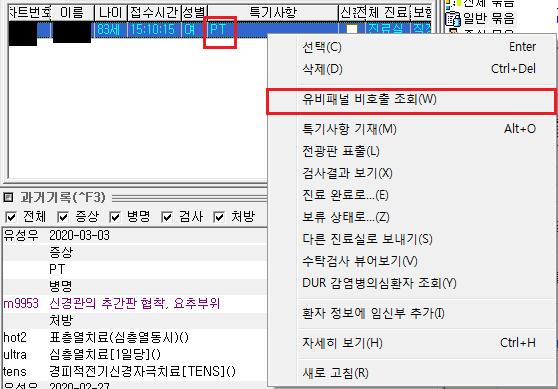 차트번호 이름 나이 접수시간 성별 특기사항 신 전체 진료 보험
83세 15:10:15 여 PT 진료실 직장
전체 묶음
일반 묶음
선택(C) Enter
삭제(D) Ctrl+Del
유비패널 비호출 조회(W)
특기사항 기재(M) Alt+O
전광판 표출(L)
검사결과 보기(X)
진료 완료로...(E)
보류 상태로...(Z)
다른 진료실로 보내기(S)
수탁검사 뷰어보기(V)
DUR 감염병의심환자 조회(Y)
환자 정보에 임신부 추가(I)
자세히 보기(H) Ctrl+H
새로 고침(R)
과거기록(^F3)
전체 증상 병명 검사 처방
유성우 2020-03-03
증상
PT
병명
m9953 신경관의 추간판 협착, 요추부위
처방
hot2 표층열치료(심층열동시)()
ultra 심층열치료[1일당]()
tens 경피적전기신경자극치료[TENS]()
유성우 2020-02-27